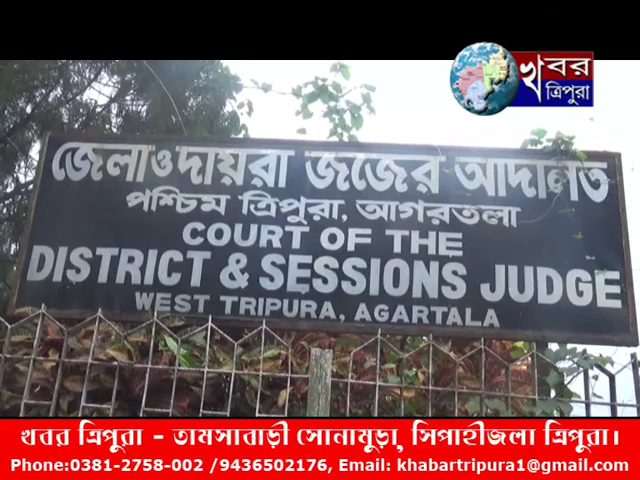 খবর
ত্রিপুরা
জেলাওদায়রা জজের আদালত
পশ্চিম ত্রিপুরা, আগরতলা
COURT OF THE
DISTRICT & SESSIONS JUDGE
WEST TRIPURA, AGARTALA
খবর ত্রিপুরা - তামসাবাড়ী সোনামুড়া, সিপাহীজলা ত্রিপুরা।
Phone:0381-2758-002 /9436502176, Email: khabartripura1@gmail.com